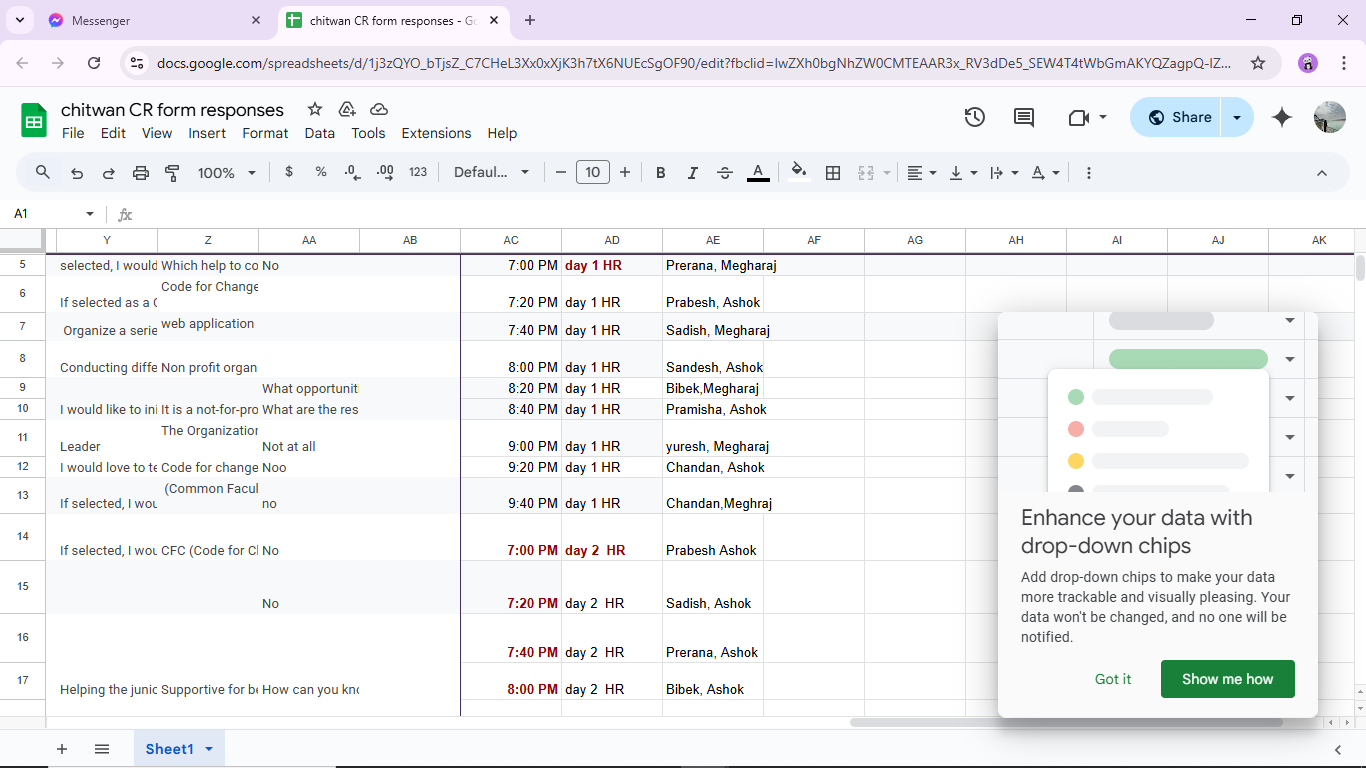 Messenger
chitwan CR form responses - Go
docs.google.com/spreadsheets/d/1j3zQYO_bTjsZ_C7CHeL3Xx0xXjK3h7tX6NUEcSgOF90/edit?fbclid=IwZXh0bgNhZW0CMTEAAR3x_RV3dDe5_SEW4T4tWbGmAKYQZagpQ-IZ...
chitwan CR form responses
File Edit View Insert Format Data Tools Extensions Help
Share
100% $ % .0 .00 123 Defaul... 10 B I A
A1 fx
Y Z AA AB AC AD AE AF AG AH AI AJ AK
5 selected, I would Which help to co No 7:00 PM day 1 HR Prerana, Megharaj
6 If selected as a C Code for Change 7:20 PM day 1 HR Prabesh, Ashok
7 Organize a serie web application 7:40 PM day 1 HR Sadish, Megharaj
8 Conducting diffe Non profit organ 8:00 PM day 1 HR Sandesh, Ashok
9 What opportuniti 8:20 PM day 1 HR Bibek,Megharaj
10 I would like to ini It is a not-for-pro What are the res 8:40 PM day 1 HR Pramisha, Ashok
11 Leader The Organization Not at all 9:00 PM day 1 HR yuresh, Megharaj
12 I would love to te Code for change Noo 9:20 PM day 1 HR Chandan, Ashok
13 If selected, I wou (Common Facul no 9:40 PM day 1 HR Chandan,Meghraj
14 If selected, I wou CFC (Code for Cl No 7:00 PM day 2 HR Prabesh Ashok
15 No 7:20 PM day 2 HR Sadish, Ashok
16 7:40 PM day 2 HR Prerana, Ashok
17 Helping the junic Supportive for be How can you kno 8:00 PM day 2 HR Bibek, Ashok
Enhance your data with
drop-down chips
Add drop-down chips to make your data
more trackable and visually pleasing. Your
data won't be changed, and no one will be
notified.
Got it Show me how
Sheet1